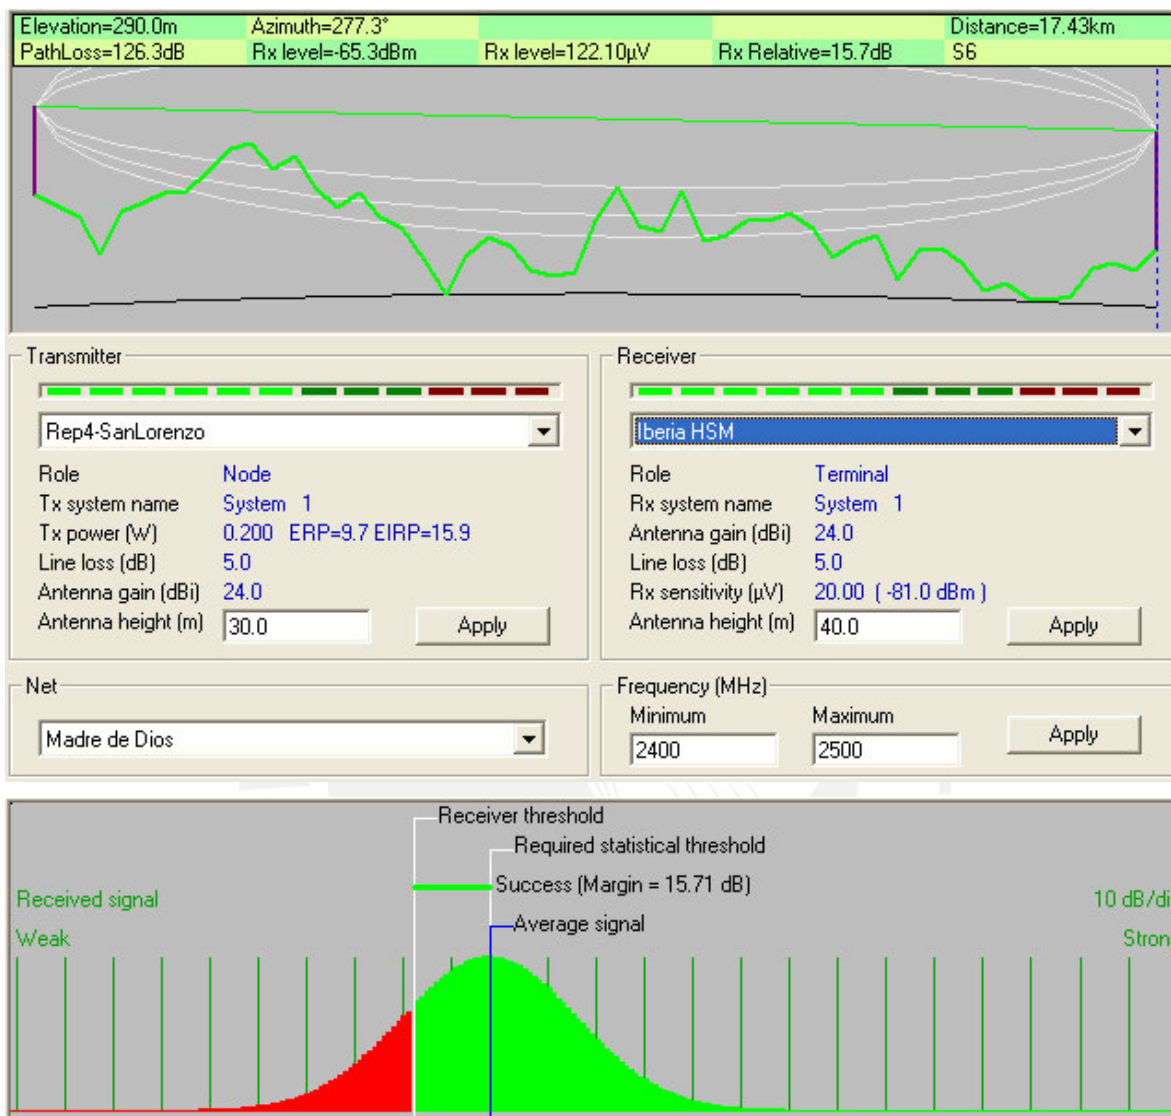 Elevation=290.0m Azimuth=277.3° Distance=17.43km
PathLoss=126.3dB Rx level=-65.3dBm Rx level=122.10µV Rx Relative=15.7dB S6
Transmitter
Rep4-SanLorenzo
Role Node
Tx system name System 1
Tx power (W) 0.200 ERP=9.7 EIRP=15.9
Line loss (dB) 5.0
Antenna gain (dBi) 24.0
Antenna height (m) 30.0 Apply
Receiver
Iberia HSM
Role Terminal
Rx system name System 1
Antenna gain (dBi) 24.0
Line loss (dB) 5.0
Rx sensitivity (µV) 20.00 ( -81.0 dBm )
Antenna height (m) 40.0 Apply
Net
Madre de Dios
Frequency (MHz)
Minimum Maximum
2400 2500 Apply
Receiver threshold
Required statistical threshold
Success (Margin = 15.71 dB)
Received signal 10 dB/di
Average signal
Weak Stron